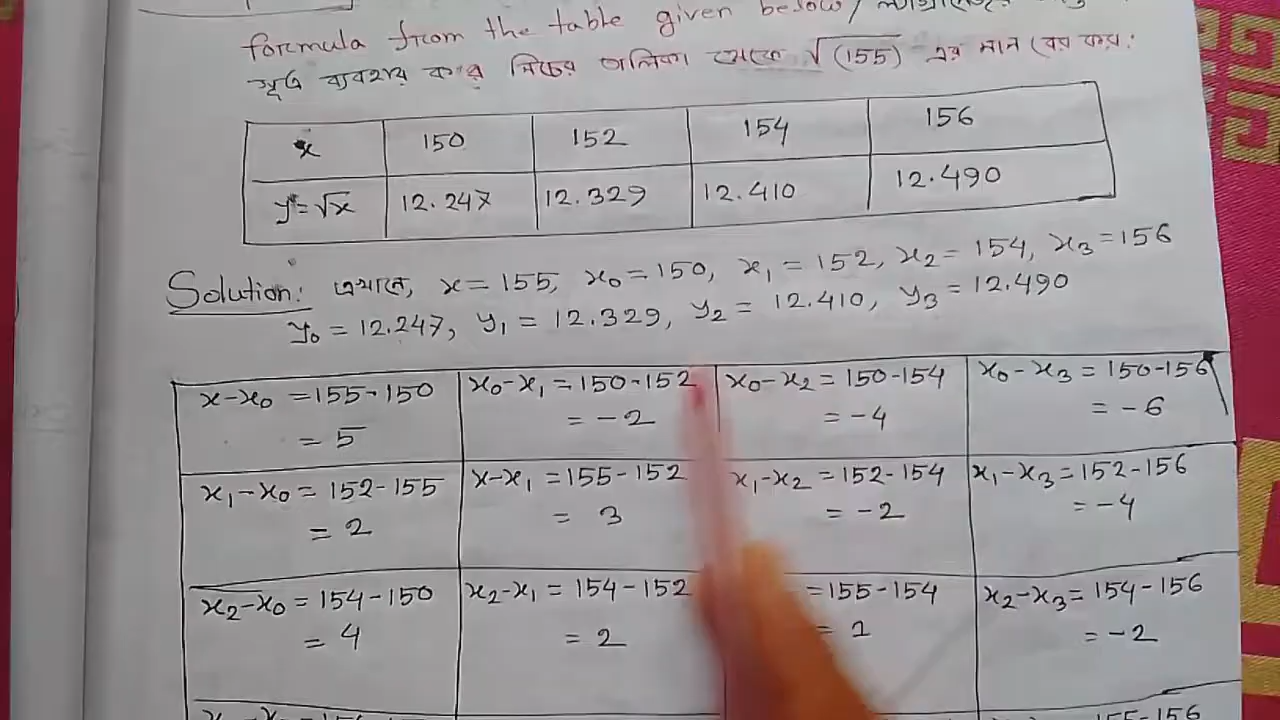 formula from the table given below/
সূত্র ব্যবহার করে নিচের তালিকা থেকে √(155) এর মান বের কর:
x 150 152 154 156
y=√x 12.247 12.329 12.410 12.490
Solution: এখানে, x=155, x₀=150, x₁=152, x₂=154, x₃=156
y₀=12.247, y₁=12.329, y₂=12.410, y₃=12.490
x-x₀=155-150 x₀-x₁=150-152 x₀-x₂=150-154 x₀-x₃=150-156
=5 =-2 =-4 =-6
x₁-x₀=152-155 x-x₁=155-152 x₁-x₂=152-154 x₁-x₃=152-156
=2 =3 =-2 =-4
x₂-x₀=154-150 x₂-x₁=154-152 =155-154 x₂-x₃=154-156
=4 =2 =1 =-2